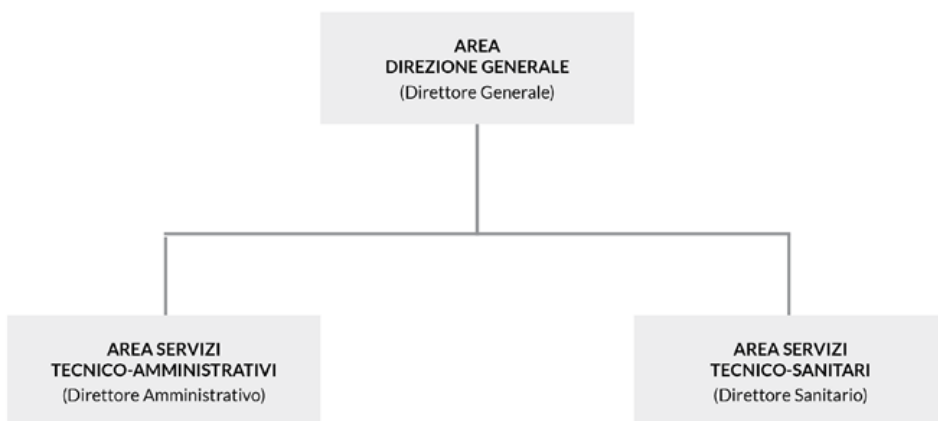 AREA
DIREZIONE GENERALE
(Direttore Generale)
AREA SERVIZI
TECNICO-AMMINISTRATIVI
(Direttore Amministrativo)
AREA SERVIZI
TECNICO-SANITARI
(Direttore Sanitario)